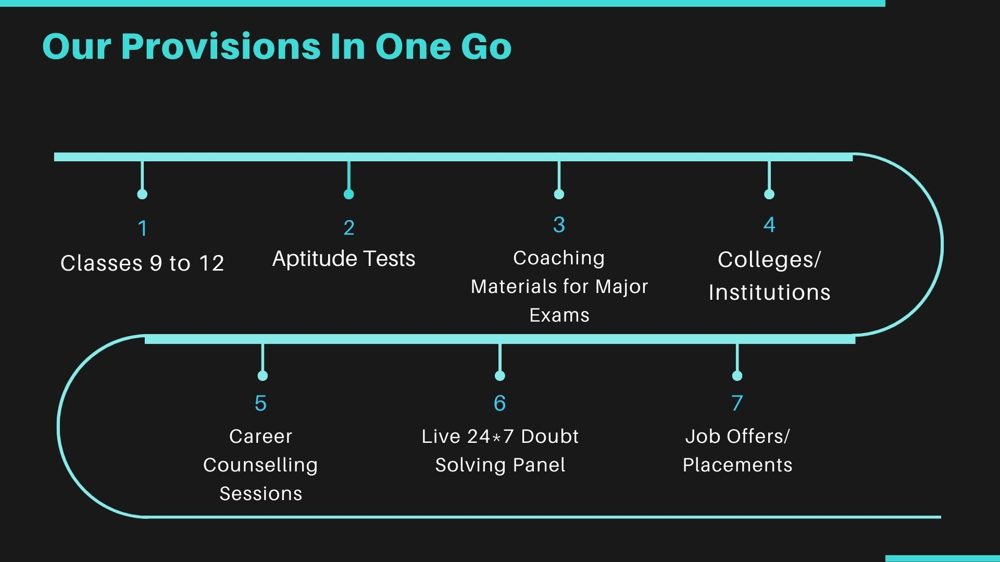 Our Provisions In One Go
1
Classes 9 to 12
2
Aptitude Tests
3
Coaching
Materials for Major
Exams
4
Colleges/
Institutions
5
Career
Counselling
Sessions
6
Live 24*7 Doubt
Solving Panel
7
Job Offers/
Placements